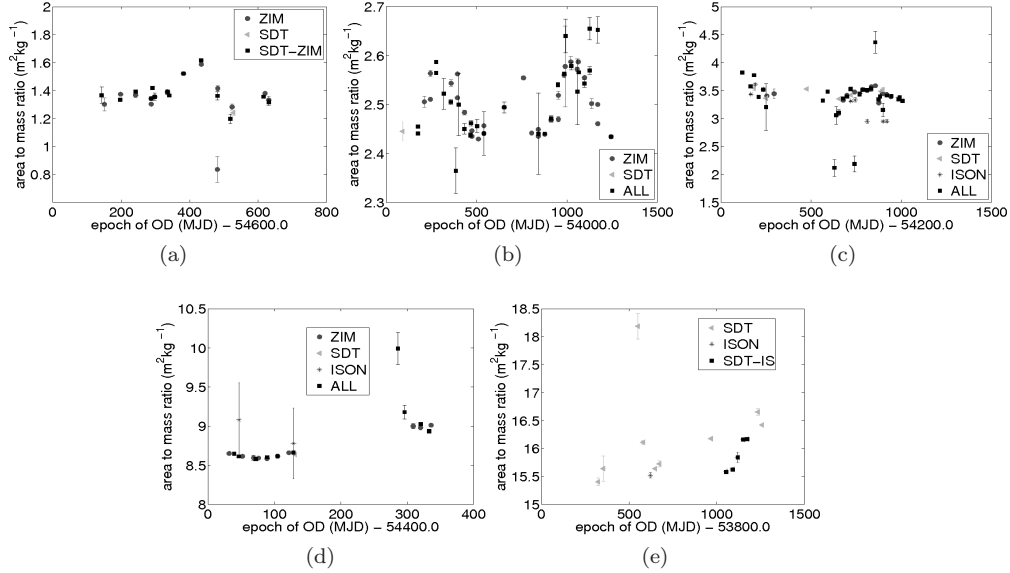 area to mass ratio (m²kg⁻¹)
2
1.8
1.6
1.4
1.2
1
0.8
0 200 400 600 800
epoch of OD (MJD) − 54600.0
ZIM
SDT
SDT−ZIM
(a)
area to mass ratio (m²kg⁻¹)
2.7
2.6
2.5
2.4
2.3
0 500 1000 1500
epoch of OD (MJD) − 54000.0
ZIM
SDT
ALL
(b)
area to mass ratio (m²kg⁻¹)
5
4.5
4
3.5
3
2.5
2
1.5
0 500 1000 1500
epoch of OD (MJD) − 54200.0
ZIM
SDT
ISON
ALL
(c)
area to mass ratio (m²kg⁻¹)
10.5
10
9.5
9
8.5
8
0 100 200 300 400
epoch of OD (MJD) − 54400.0
ZIM
SDT
ISON
ALL
(d)
area to mass ratio (m²kg⁻¹)
18.5
18
17.5
17
16.5
16
15.5
15
0 500 1000 1500
epoch of OD (MJD) − 53800.0
SDT
ISON
SDT−IS
(e)